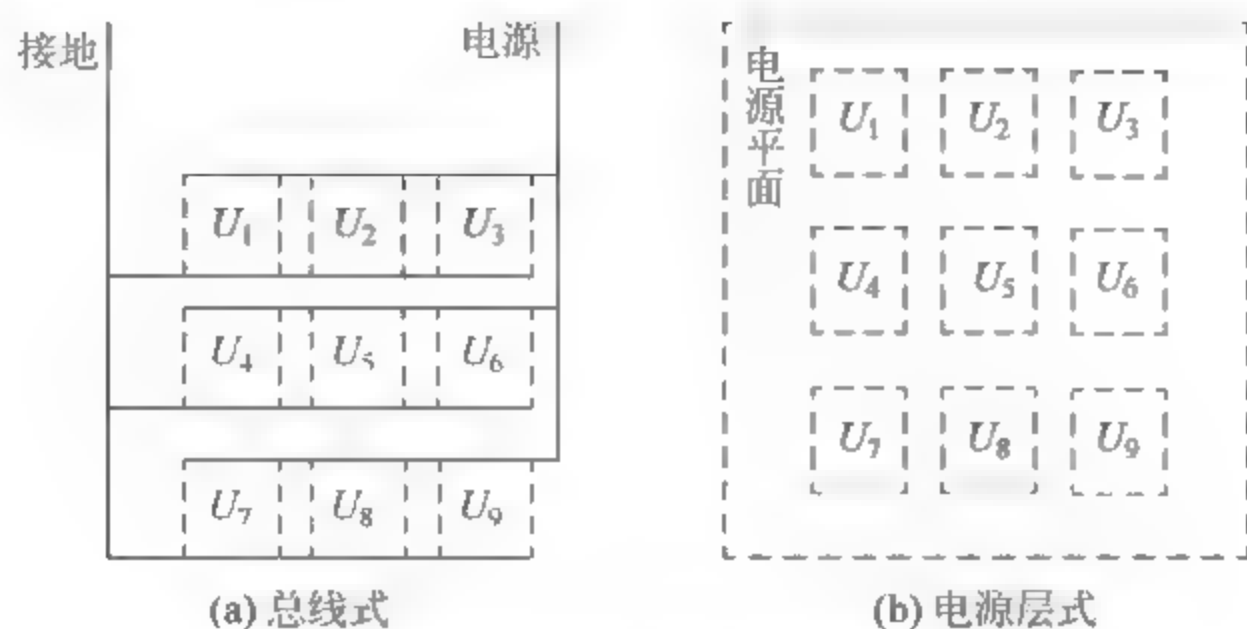 接地
电源
U₁ U₂ U₃
U₄ U₅ U₆
U₇ U₈ U₉
(a) 总线式
电源平面
U₁ U₂ U₃
U₄ U₅ U₆
U₇ U₈ U₉
(b) 电源层式